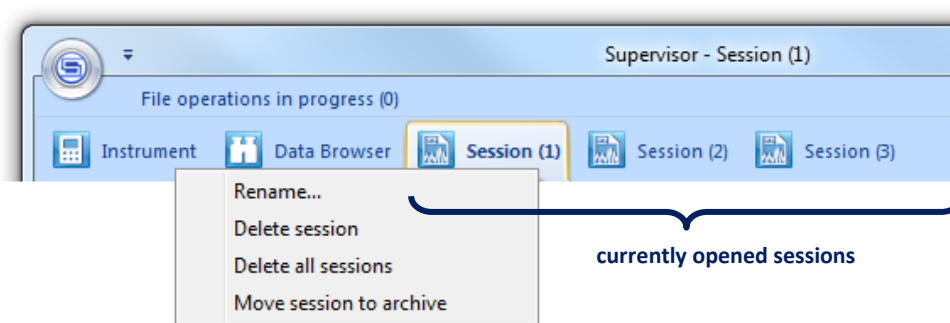 Supervisor - Session (1)
File operations in progress (0)
Instrument Data Browser Session (1) Session (2) Session (3)
Rename...
Delete session
Delete all sessions
Move session to archive
currently opened sessions